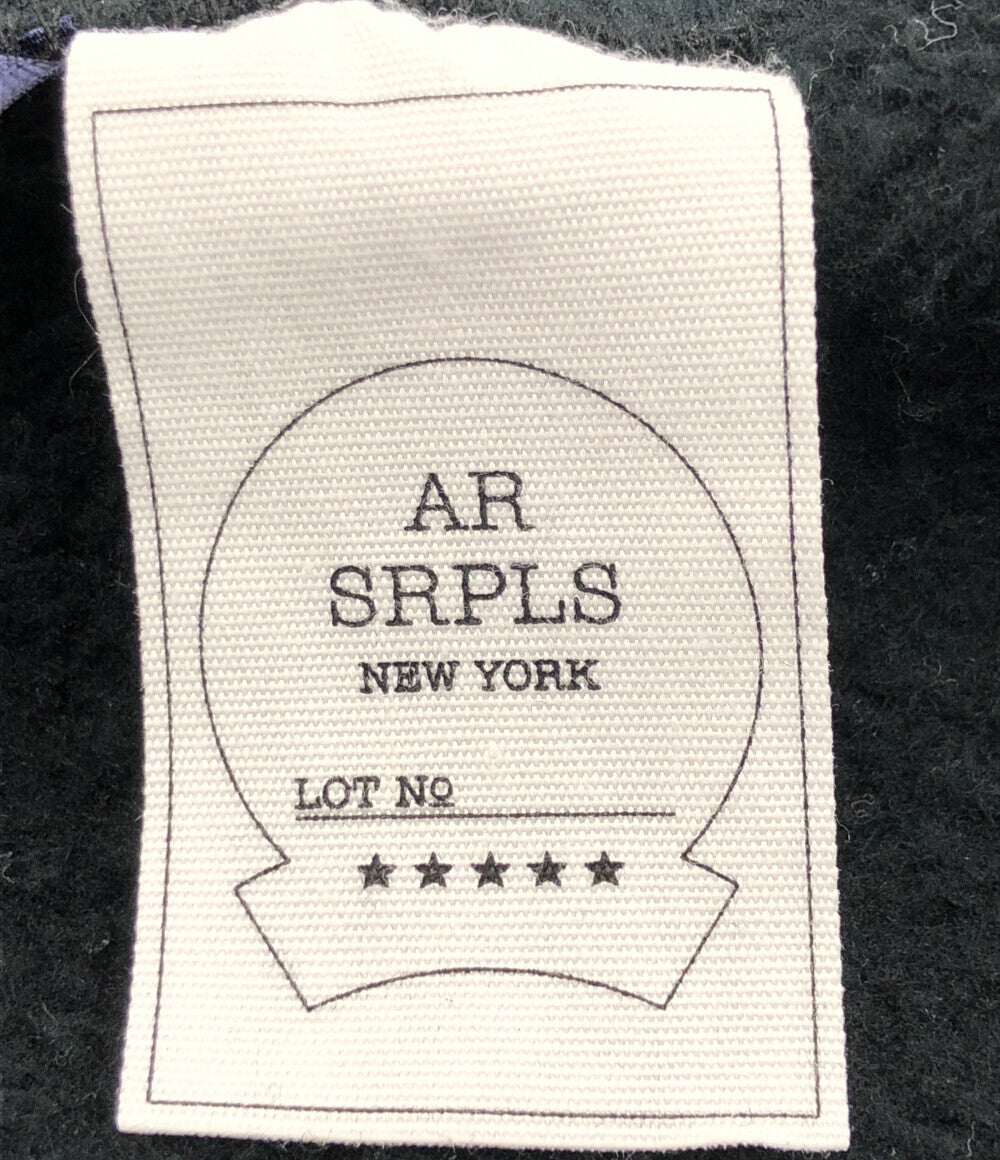 AR
SRPLS
NEW YORK
LOT Nº
★★★★★